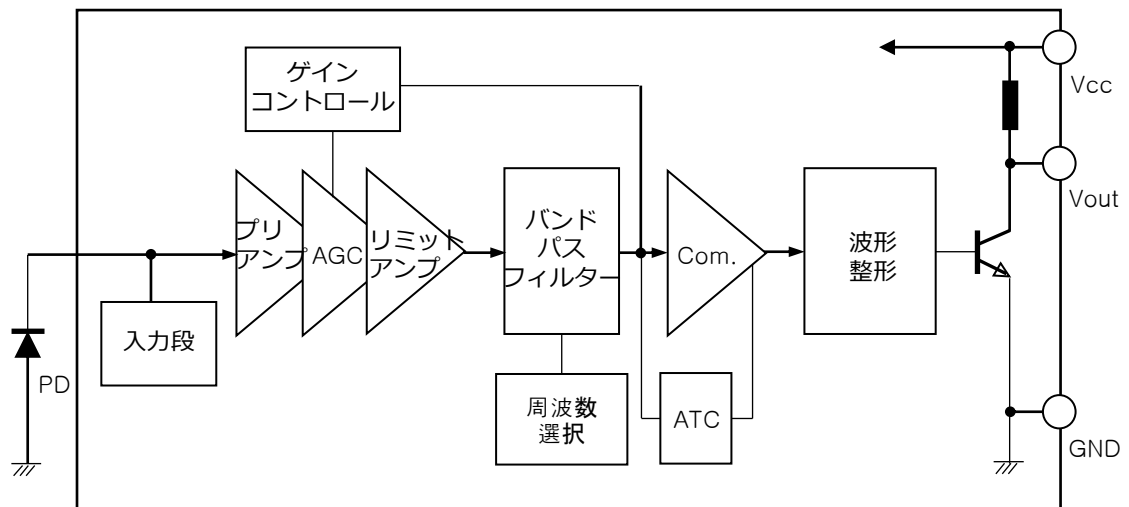 ゲイン
コントロール
Vcc
Vout
プリ
アンプ
AGC
リミット
アンプ
バンド
パス
フィルター
Com.
波形
整形
入力段
PD
周波数
選択
ATC
GND